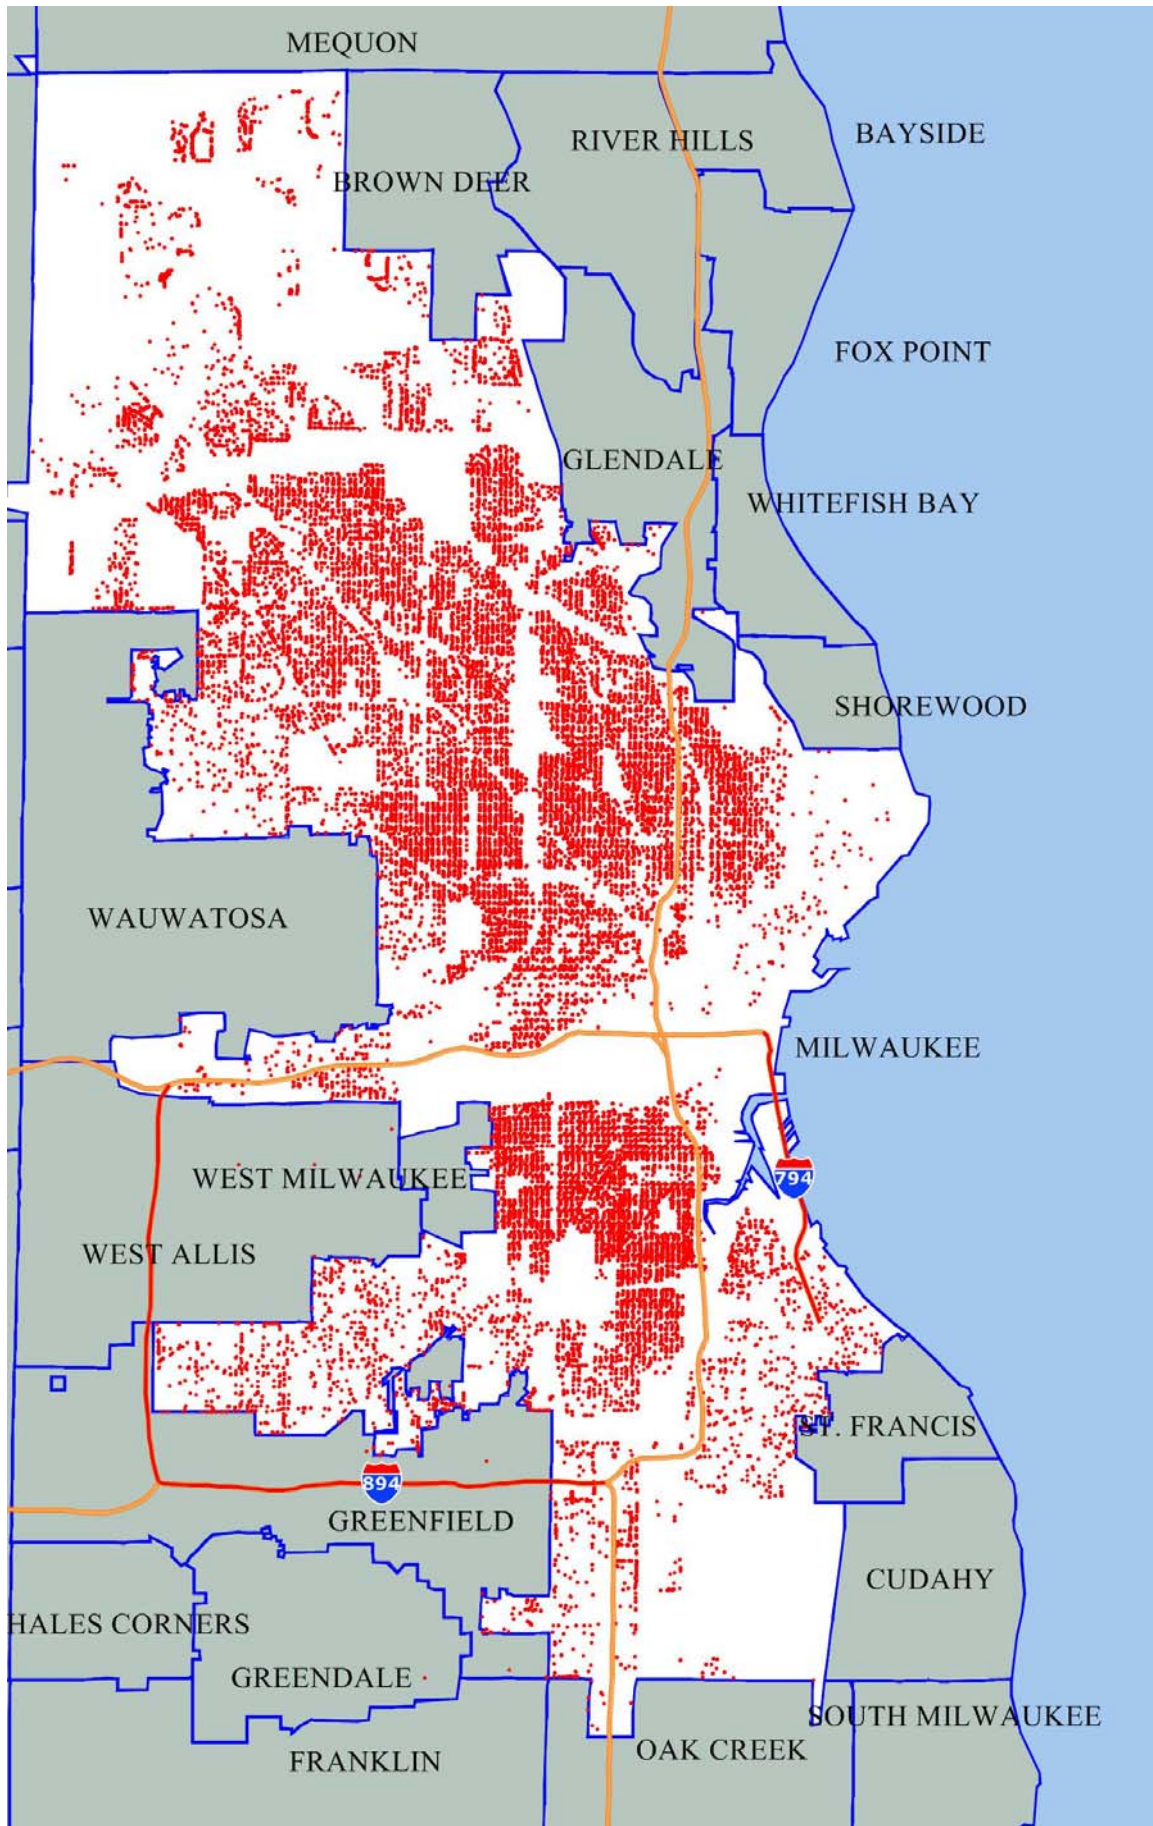 MEQUON
BAYSIDE
RIVER HILLS
BROWN DEER
FOX POINT
GLENDALE
WHITEFISH BAY
SHOREWOOD
WAUWATOSA
MILWAUKEE
WEST MILWAUKEE
794
WEST ALLIS
ST. FRANCIS
894
GREENFIELD
CUDAHY
HALES CORNERS
GREENDALE
SOUTH MILWAUKEE
OAK CREEK
FRANKLIN